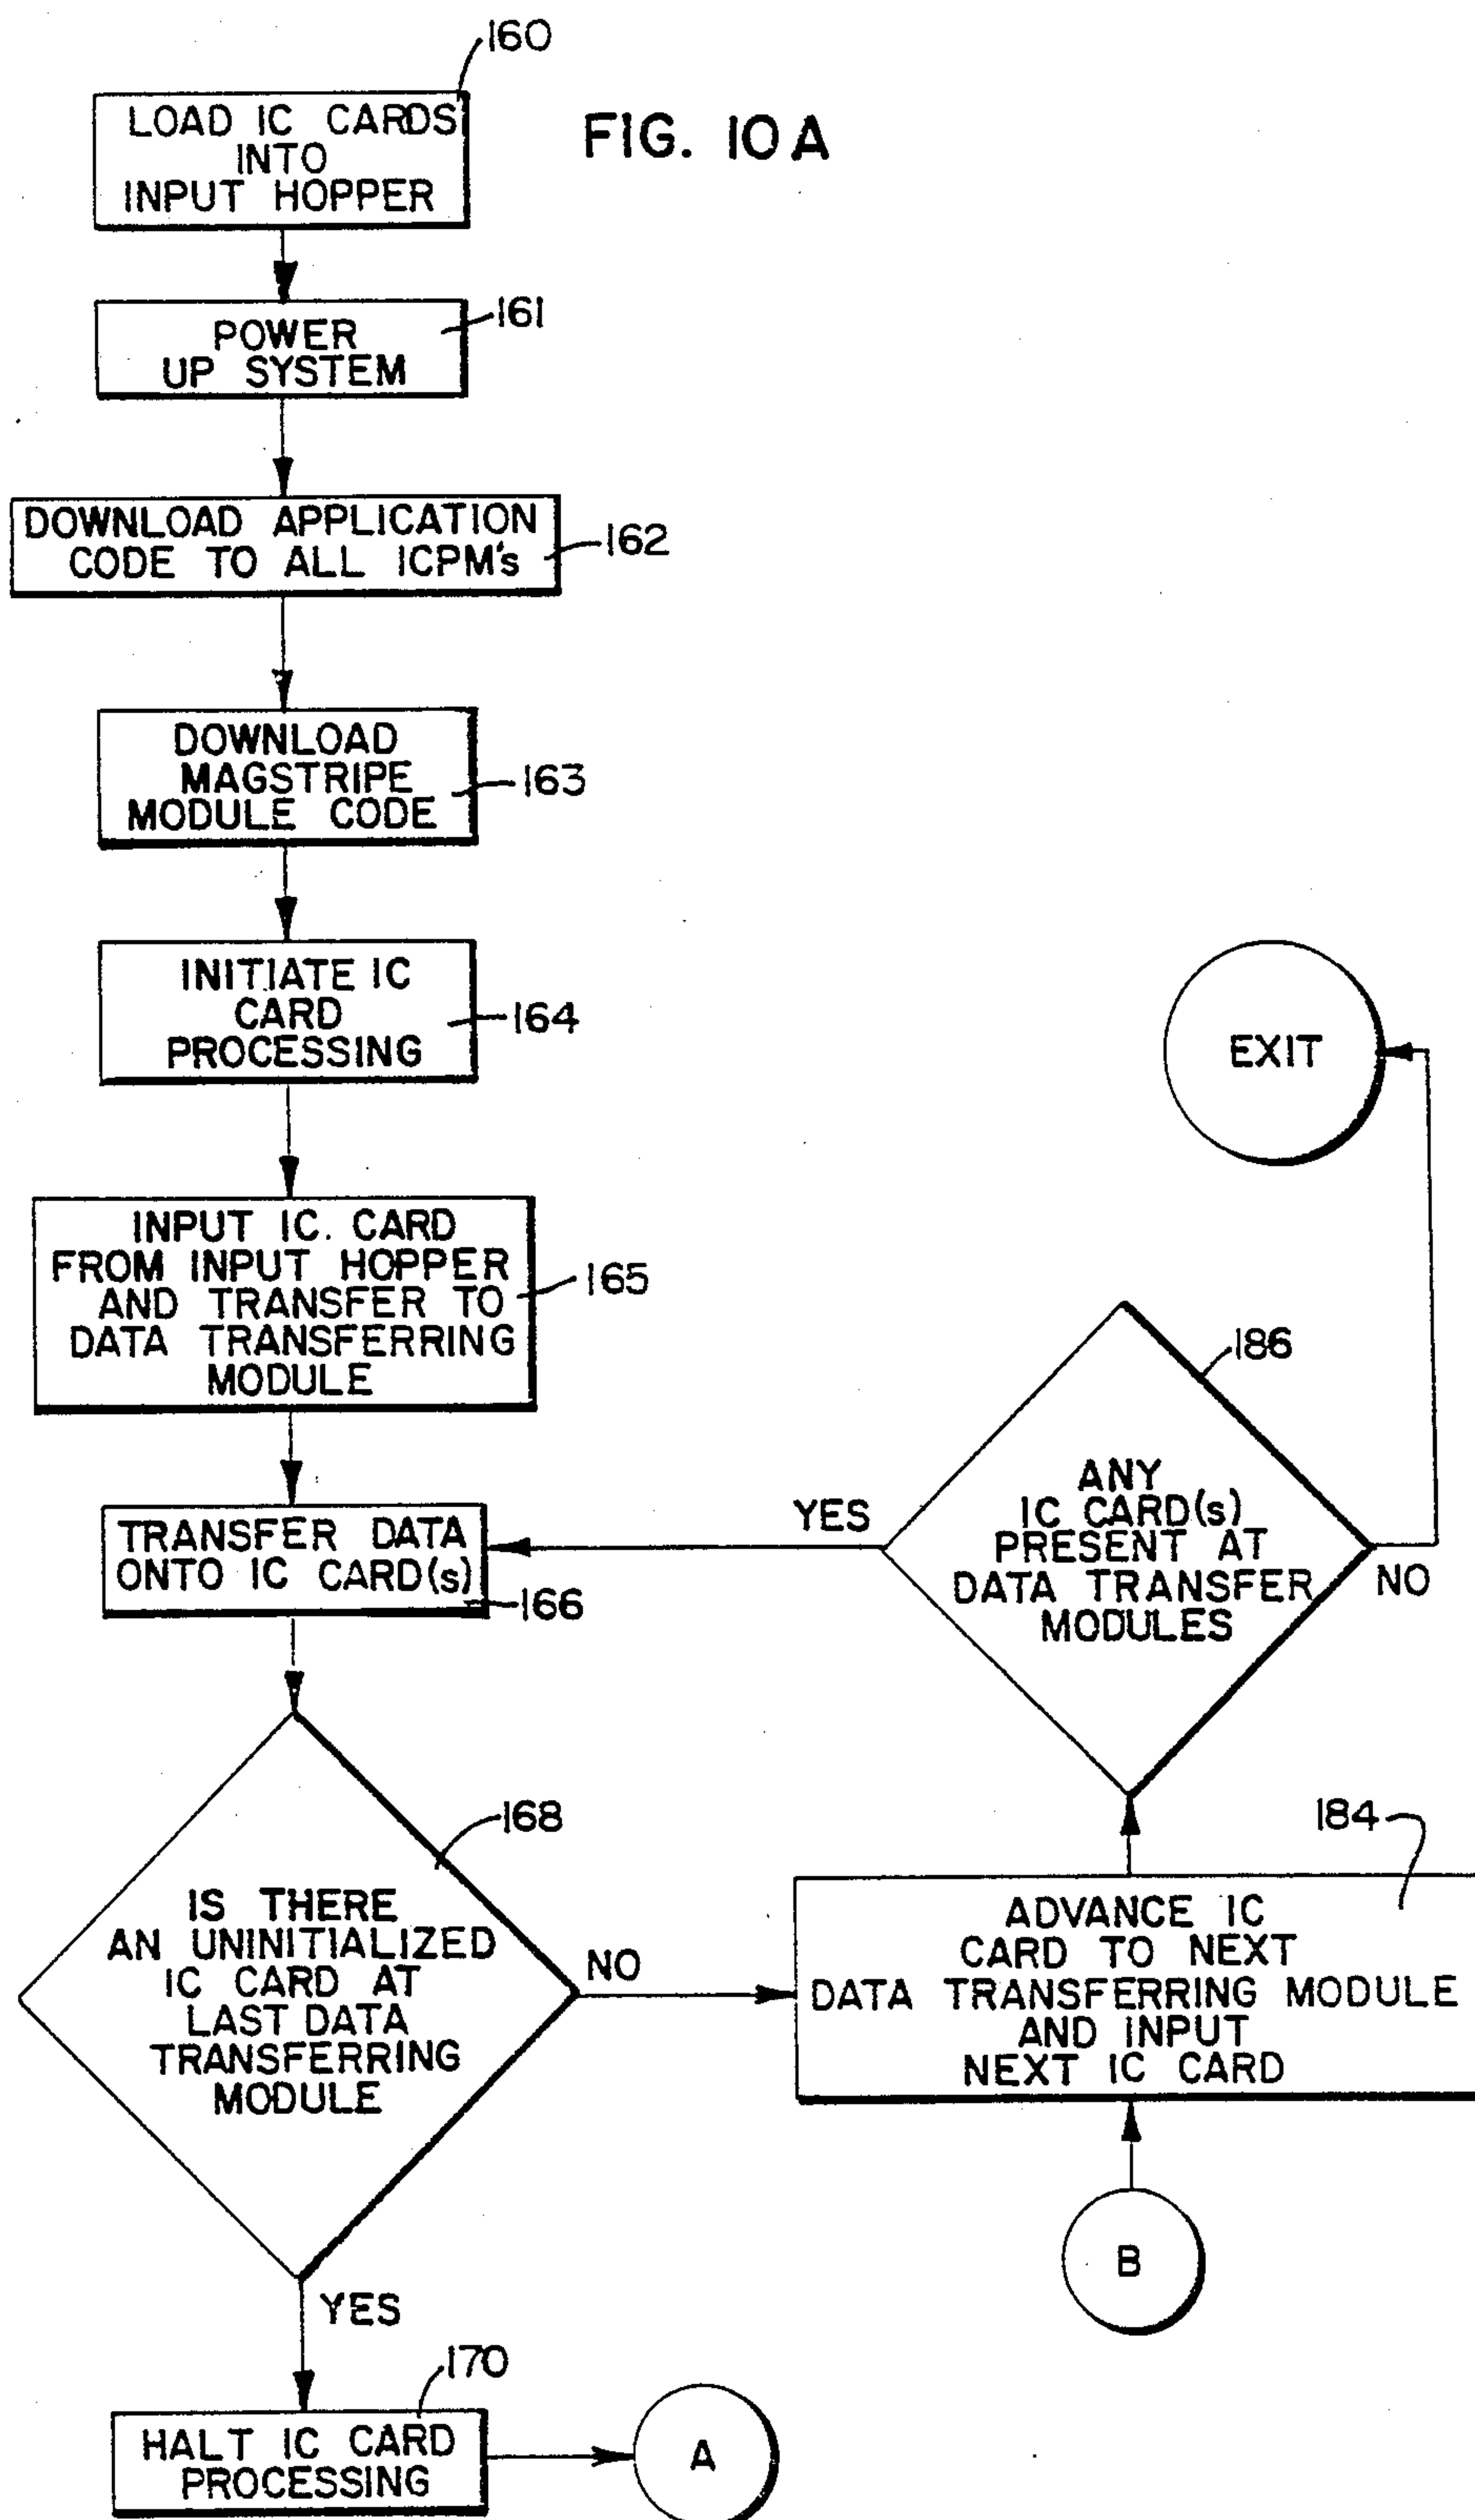 160
LOAD IC CARDS
INTO
INPUT HOPPER
FIG. 10A
161
POWER
UP SYSTEM
DOWNLOAD APPLICATION
CODE TO ALL ICPM's
162
DOWNLOAD
MAGSTRIPE
MODULE CODE
163
INITIATE IC
CARD
PROCESSING
164
EXIT
INPUT IC. CARD
FROM INPUT HOPPER
AND TRANSFER TO
DATA TRANSFERRING
MODULE
165
186
ANY
IC CARD(s)
PRESENT AT
DATA TRANSFER
MODULES
YES
NO
TRANSFER DATA
ONTO IC CARD(s)
166
168
IS THERE
AN UNINITIALIZED
IC CARD AT
LAST DATA
TRANSFERRING
MODULE
NO
184
ADVANCE IC
CARD TO NEXT
DATA TRANSFERRING MODULE
AND INPUT
NEXT IC CARD
B
YES
170
HALT IC CARD
PROCESSING
A